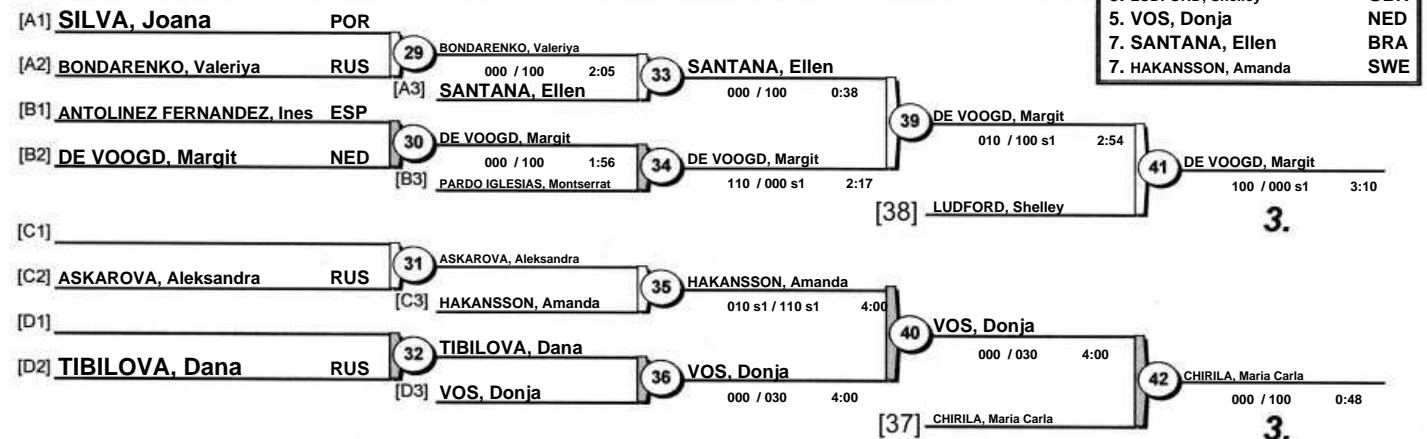 5. VOS, Donja NED
7. SANTANA, Ellen BRA
7. HAKANSSON, Amanda SWE
[A1] SILVA, Joana POR
29
BONDARENKO, Valeriya
000 / 100 2:05
[A2] BONDARENKO, Valeriya RUS
[A3] SANTANA, Ellen
33
SANTANA, Ellen
000 / 100 0:38
[B1] ANTOLINEZ FERNANDEZ, Ines ESP
30
DE VOOGD, Margit
000 / 100 1:56
[B2] DE VOOGD, Margit NED
[B3] PARDO IGLESIAS, Montserrat
34
DE VOOGD, Margit
110 / 000 s1 2:17
39
DE VOOGD, Margit
010 / 100 s1 2:54
[38] LUDFORD, Shelley
41
DE VOOGD, Margit
100 / 000 s1 3:10
3.
[C1]
31
ASKAROVA, Aleksandra
[C2] ASKAROVA, Aleksandra RUS
[C3] HAKANSSON, Amanda
35
HAKANSSON, Amanda
010 s1 / 110 s1 4:00
[D1]
32
TIBILOVA, Dana
[D2] TIBILOVA, Dana RUS
[D3] VOS, Donja
36
VOS, Donja
000 / 030 4:00
40
VOS, Donja
000 / 030 4:00
[37] CHIRILA, Maria Carla
42
CHIRILA, Maria Carla
000 / 100 0:48
3.